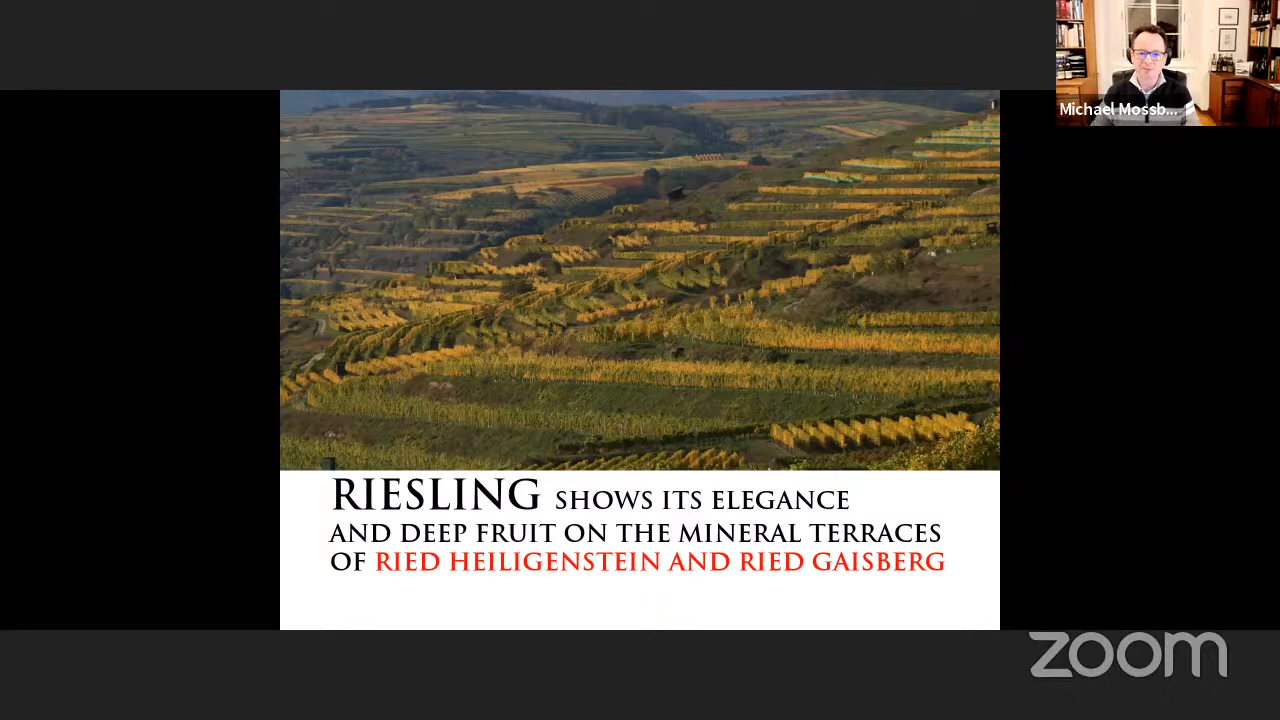 Michael Mossb...
RIESLING SHOWS ITS ELEGANCE
AND DEEP FRUIT ON THE MINERAL TERRACES
OF RIED HEILIGENSTEIN AND RIED GAISBERG
zoom